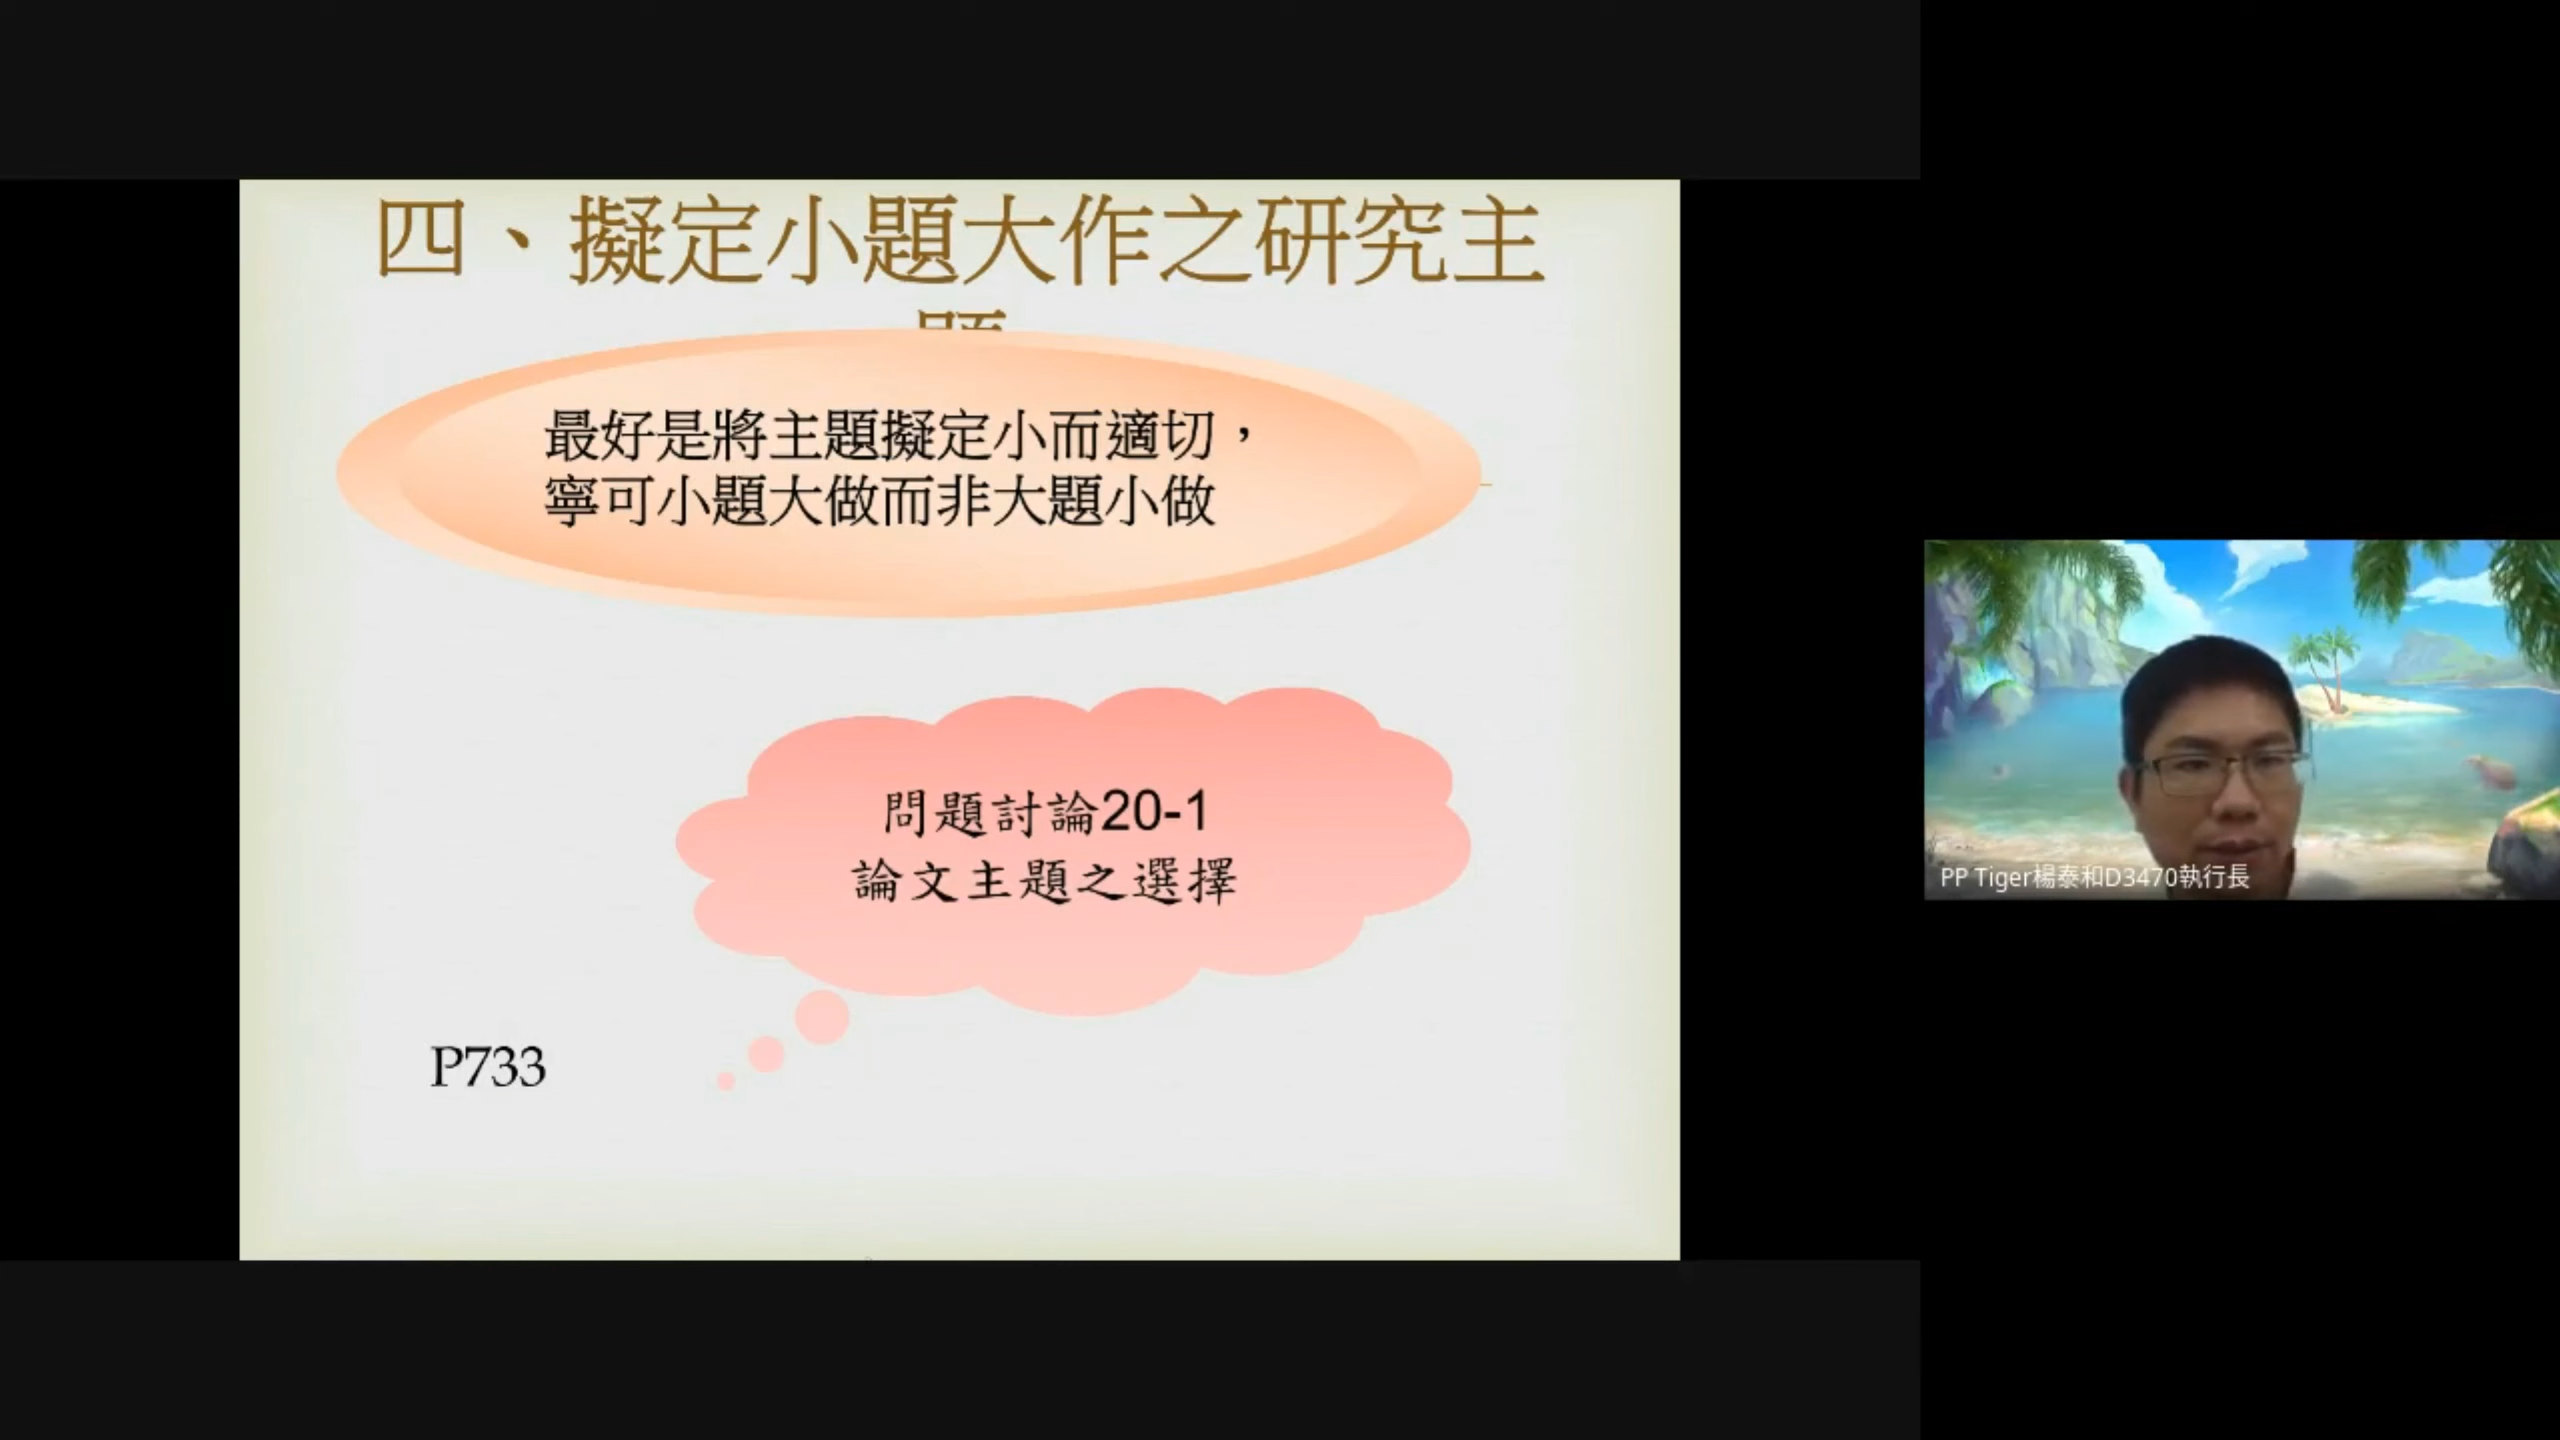 四、擬定小題大作之研究主
題
最好是將主題擬定小而適切，
寧可小題大做而非大題小做
問題討論20-1
論文主題之選擇
P733
PP Tiger楊泰和D3470執行長